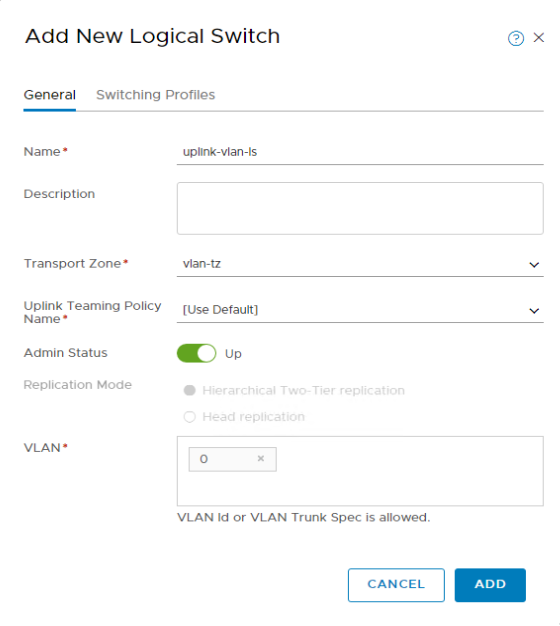 Add New Logical Switch
General Switching Profiles
Name*
uplink-vlan-ls
Description
Transport Zone*
vlan-tz
Uplink Teaming Policy
Name*
[Use Default]
Admin Status
Up
Replication Mode
Hierarchical Two-Tier replication
Head replication
VLAN*
0 ×
VLAN Id or VLAN Trunk Spec is allowed.
CANCEL ADD